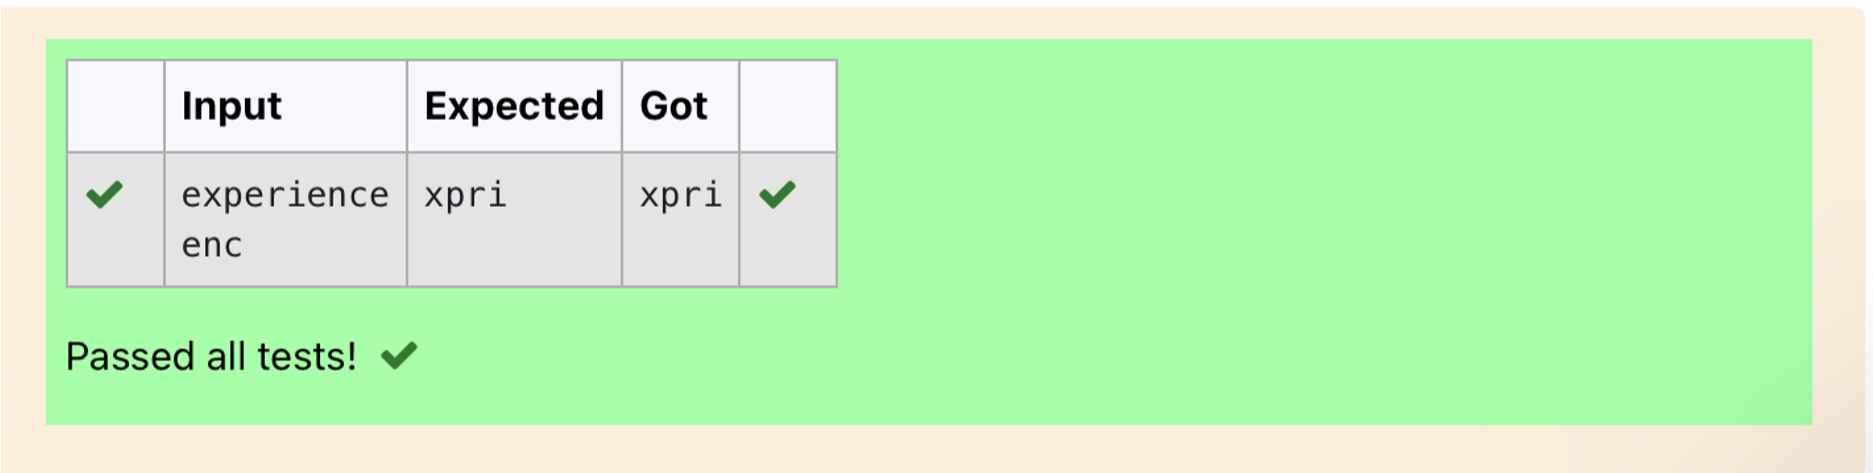 Input Expected Got
experience xpri xpri
enc
Passed all tests!